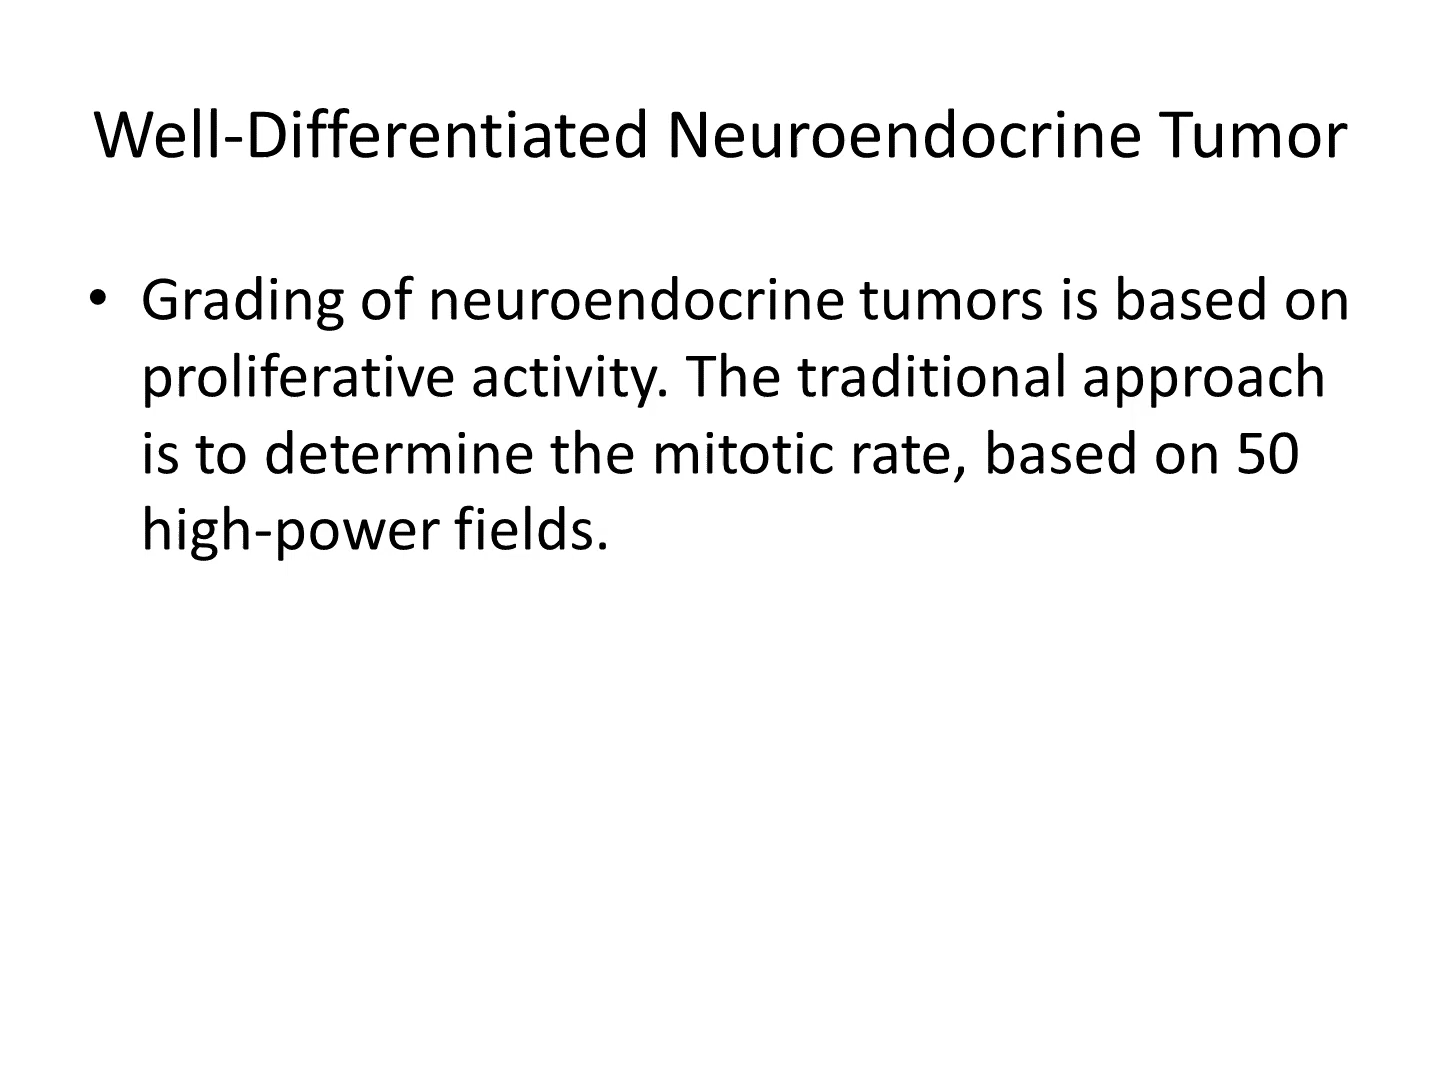 Well-Differentiated Neuroendocrine Tumor
• Grading of neuroendocrine tumors is based on
proliferative activity. The traditional approach
is to determine the mitotic rate, based on 50
high-power fields.